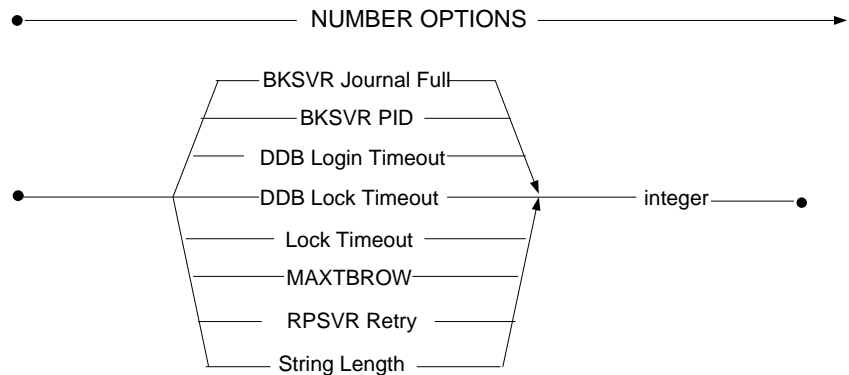 NUMBER OPTIONS
BKSVR Journal Full
BKSVR PID
DDB Login Timeout
DDB Lock Timeout
integer
Lock Timeout
MAXTBROW
RPSVR Retry
String Length